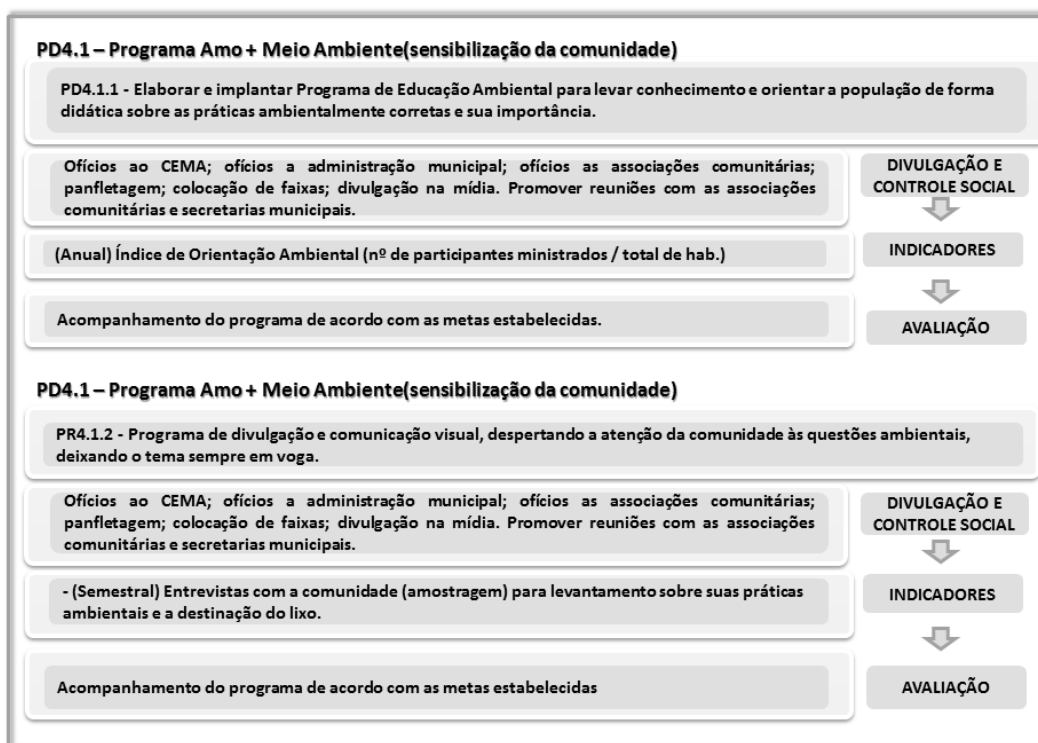 PD4.1 – Programa Amo + Meio Ambiente(sensibilização da comunidade)
PD4.1.1 - Elaborar e implantar Programa de Educação Ambiental para levar conhecimento e orientar a população de forma
didática sobre as práticas ambientalmente corretas e sua importância.
Ofícios ao CEMA; ofícios a administração municipal; ofícios as associações comunitárias;
panfletagem; colocação de faixas; divulgação na mídia. Promover reuniões com as associações
comunitárias e secretarias municipais.
DIVULGAÇÃO E
CONTROLE SOCIAL
(Anual) Índice de Orientação Ambiental (nº de participantes ministrados / total de hab.)
INDICADORES
Acompanhamento do programa de acordo com as metas estabelecidas.
AVALIAÇÃO
PD4.1 – Programa Amo + Meio Ambiente(sensibilização da comunidade)
PR4.1.2 - Programa de divulgação e comunicação visual, despertando a atenção da comunidade às questões ambientais,
deixando o tema sempre em voga.
Ofícios ao CEMA; ofícios a administração municipal; ofícios as associações comunitárias;
panfletagem; colocação de faixas; divulgação na mídia. Promover reuniões com as associações
comunitárias e secretarias municipais.
DIVULGAÇÃO E
CONTROLE SOCIAL
- (Semestral) Entrevistas com a comunidade (amostragem) para levantamento sobre suas práticas
ambientais e a destinação do lixo.
INDICADORES
Acompanhamento do programa de acordo com as metas estabelecidas
AVALIAÇÃO